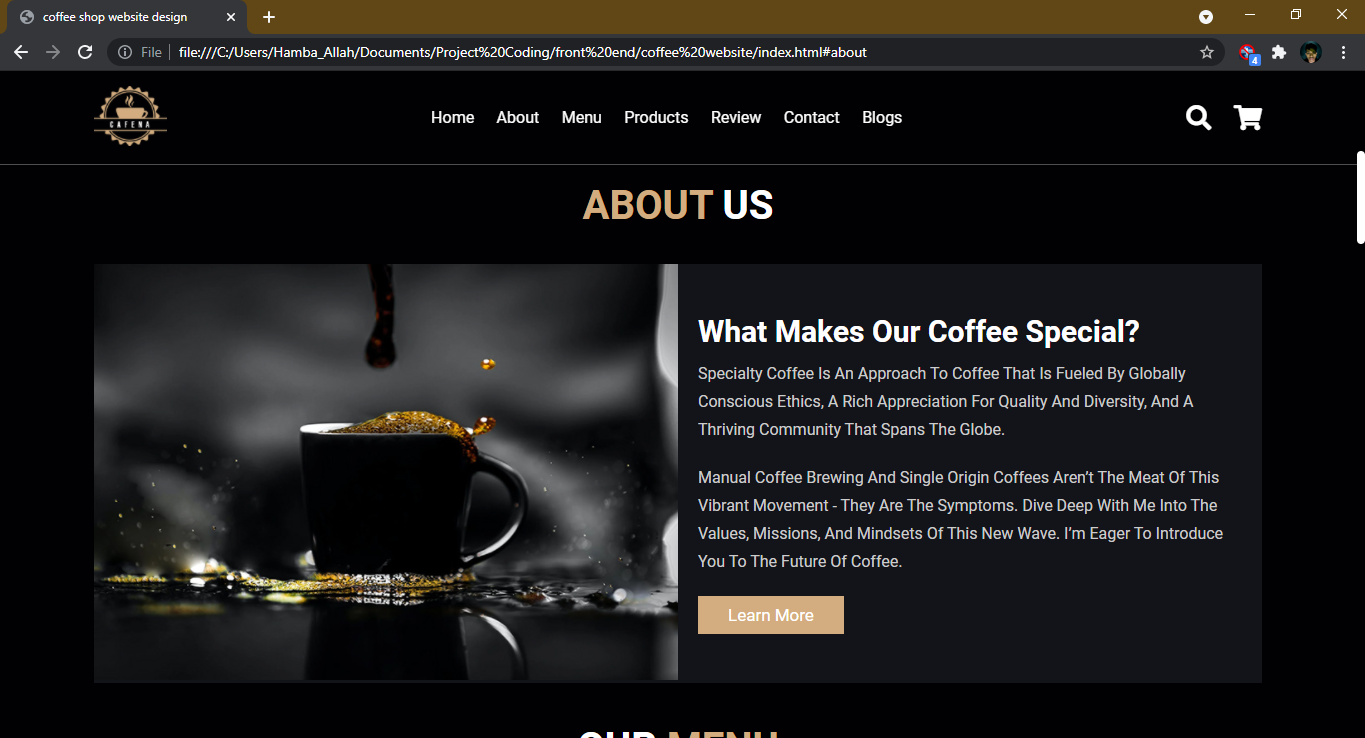 coffee shop website design
File
file:///C:/Users/Hamba_Allah/Documents/Project%20Coding/front%20end/coffee%20website/index.html#about
4
CAFENA
Home About Menu Products Review Contact Blogs
ABOUT US
What Makes Our Coffee Special?
Specialty Coffee Is An Approach To Coffee That Is Fueled By Globally
Conscious Ethics, A Rich Appreciation For Quality And Diversity, And A
Thriving Community That Spans The Globe.
Manual Coffee Brewing And Single Origin Coffees Aren’t The Meat Of This
Vibrant Movement - They Are The Symptoms. Dive Deep With Me Into The
Values, Missions, And Mindsets Of This New Wave. I’m Eager To Introduce
You To The Future Of Coffee.
Learn More
OUR MENU